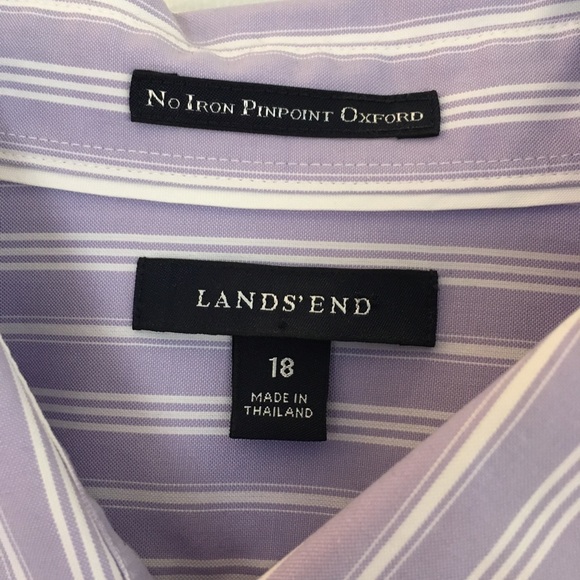 No Iron Pinpoint Oxford
LANDS' END
18
MADE IN
THAILAND